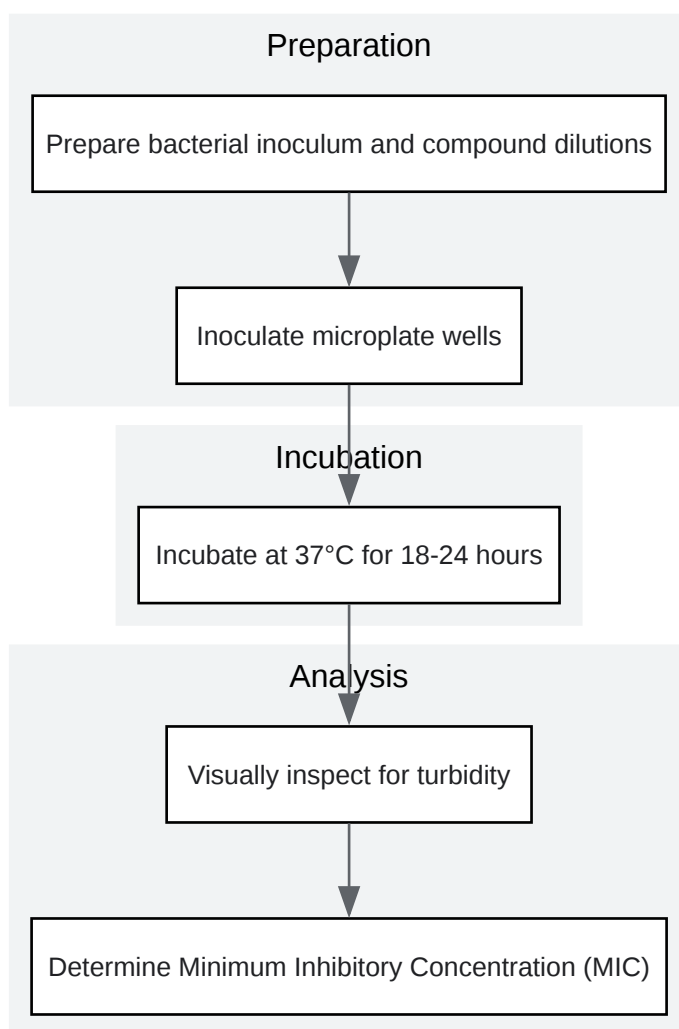 Preparation
Prepare bacterial inoculum and compound dilutions
Inoculate microplate wells
Incubation
Incubate at 37°C for 18-24 hours
Analysis
Visually inspect for turbidity
Determine Minimum Inhibitory Concentration (MIC)